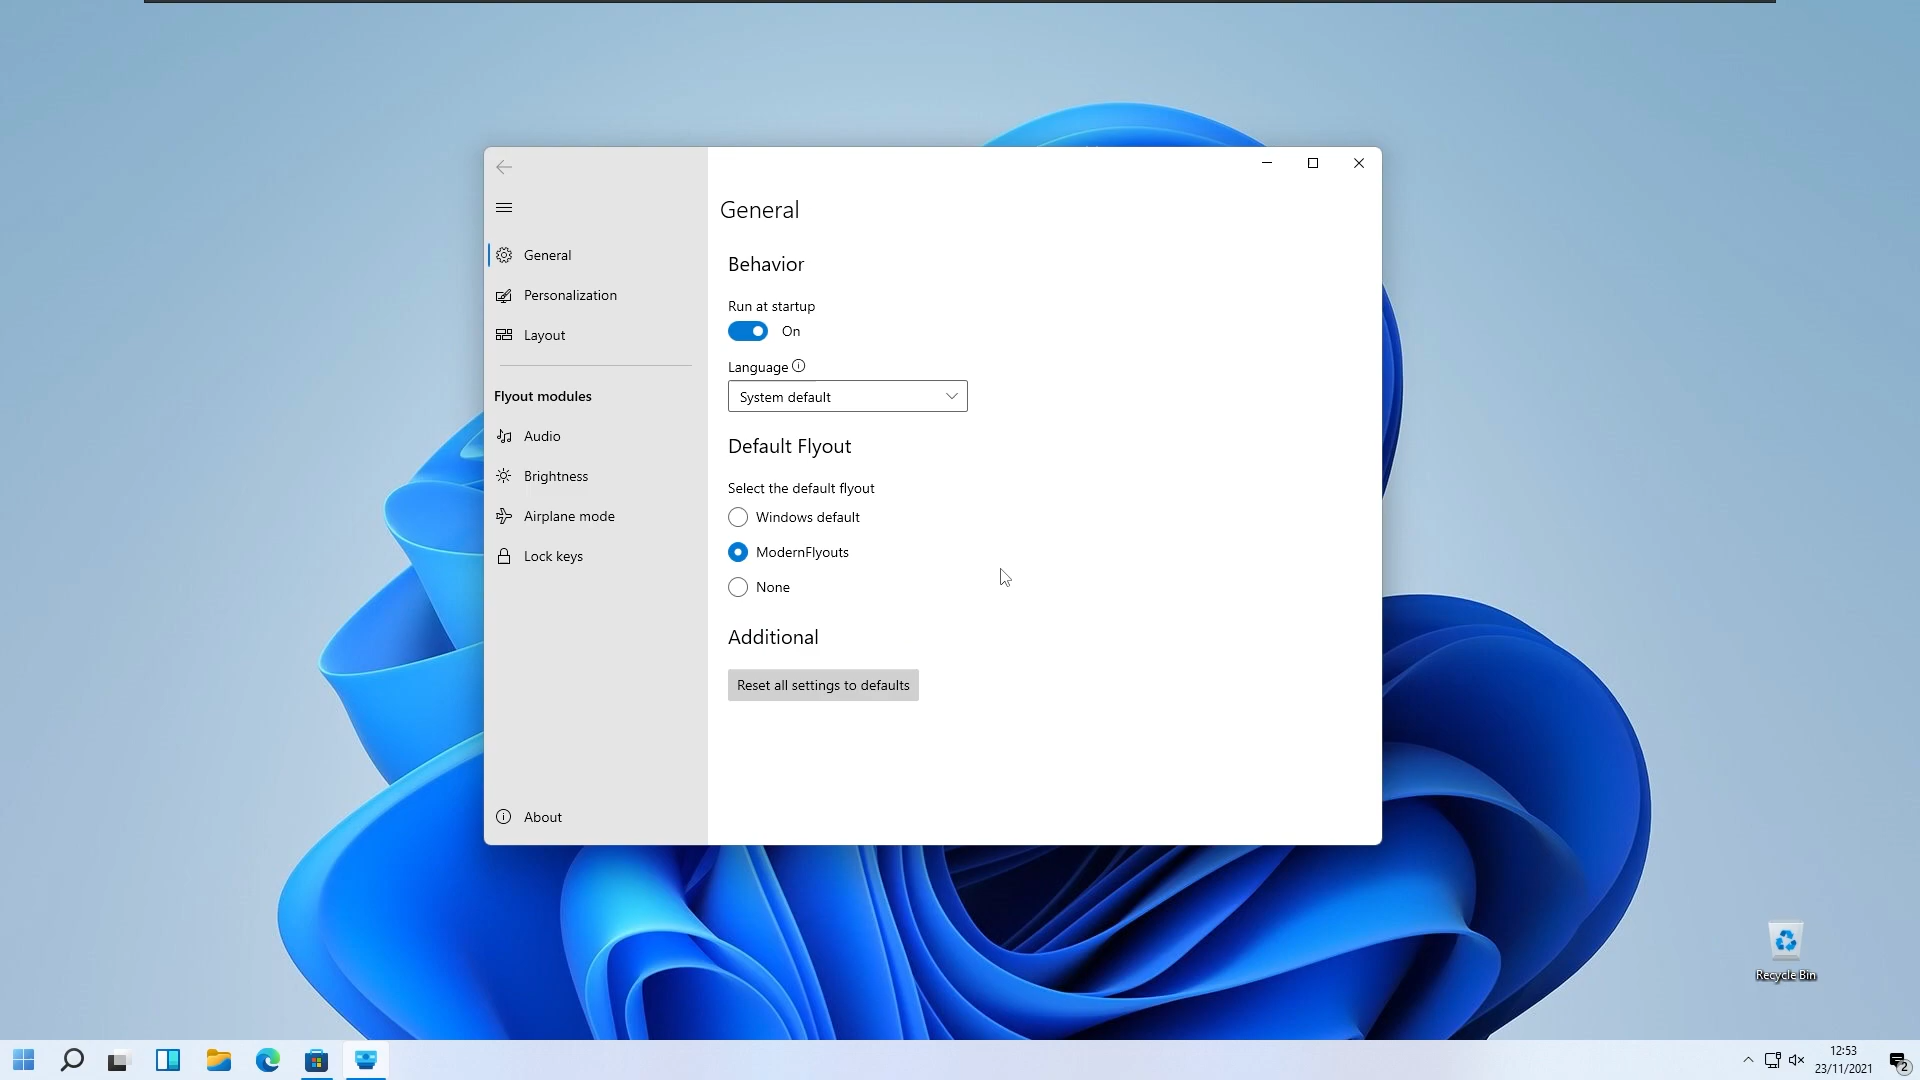 General
Personalization
Layout
Flyout modules
Audio
Brightness
Airplane mode
Lock keys
About
General
Behavior
Run at startup
On
Language
System default
Default Flyout
Select the default flyout
Windows default
ModernFlyouts
None
Additional
Reset all settings to defaults
Recycle Bin
12:53
23/11/2021
2